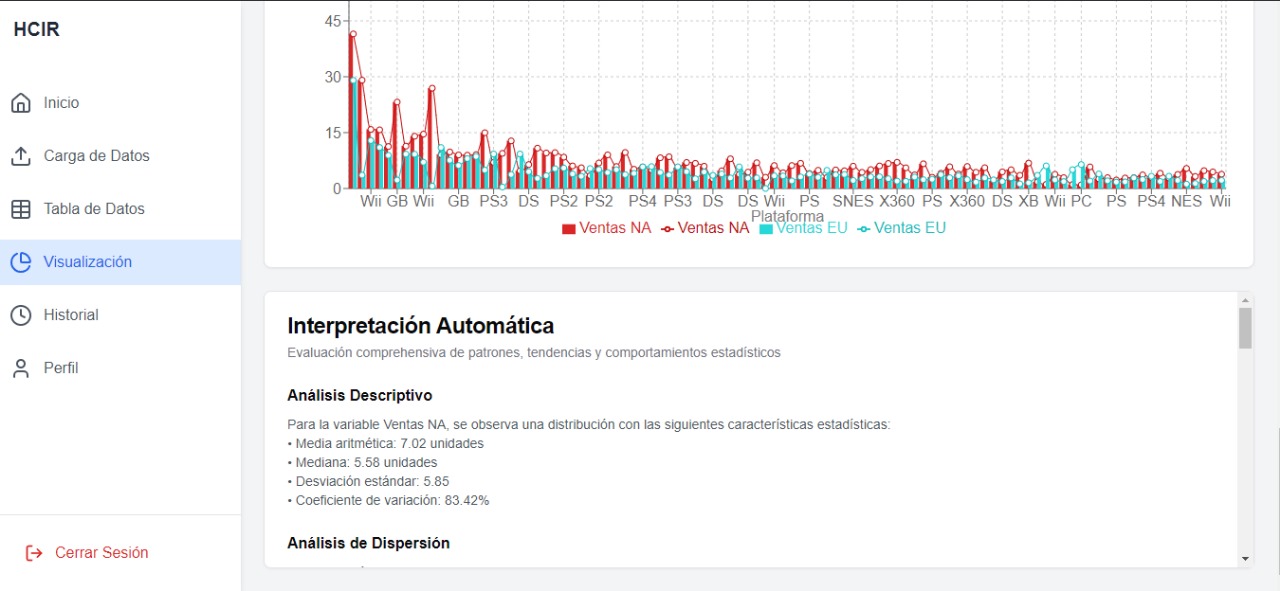 HCIR
Inicio
Carga de Datos
Tabla de Datos
Visualización
Historial
Perfil
Cerrar Sesión
45
30
15
0
Wii GB Wii GB PS3 DS PS2 PS2 PS4 PS3 DS DS Wii PS SNES X360 PS X360 DS XB Wii PC PS PS4 NES Wii
Plataforma
Ventas NA Ventas NA Ventas EU Ventas EU
Interpretación Automática
Evaluación comprehensiva de patrones, tendencias y comportamientos estadísticos
Análisis Descriptivo
Para la variable Ventas NA, se observa una distribución con las siguientes características estadísticas:
• Media aritmética: 7.02 unidades
• Mediana: 5.58 unidades
• Desviación estándar: 5.85
• Coeficiente de variación: 83.42%
Análisis de Dispersión